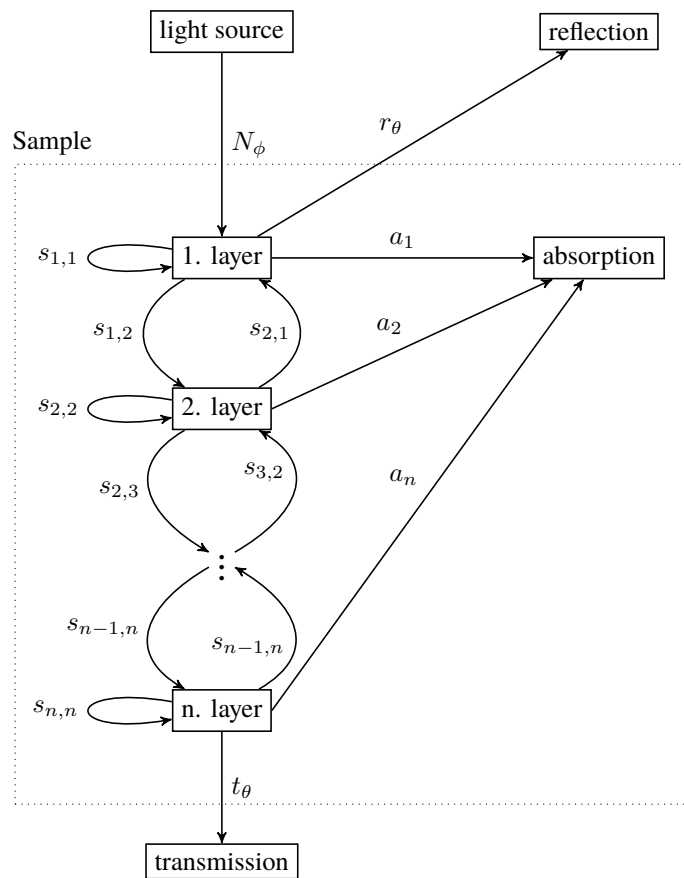 light source
reflection
r_θ
N_ϕ
Sample
s_{1,1}
1. layer
a_1
absorption
s_{1,2}
s_{2,1}
a_2
s_{2,2}
2. layer
s_{2,3}
s_{3,2}
a_n
⋮
s_{n−1,n}
s_{n−1,n}
s_{n,n}
n. layer
t_θ
transmission